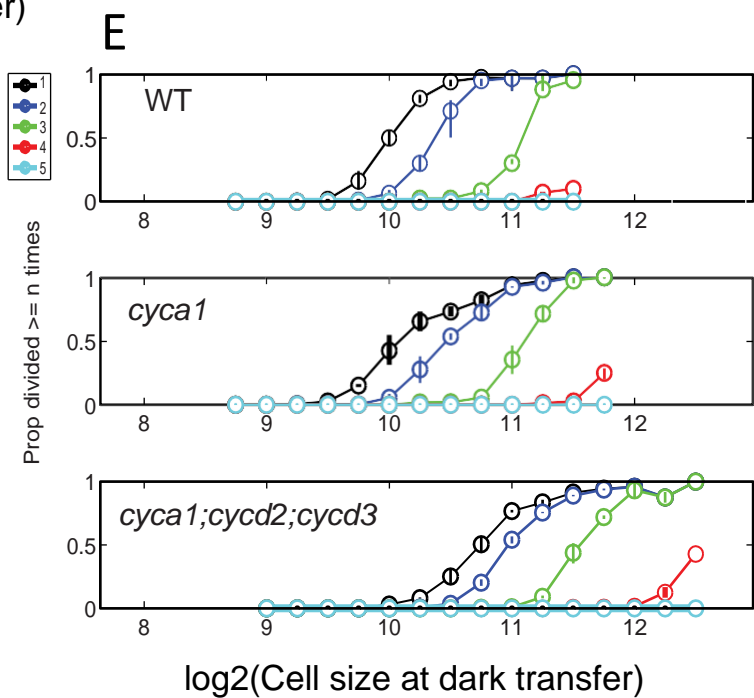 er)
E
1
2
3
4
5
Prop divided >= n times
1
0.5
0
WT
8 9 10 11 12
1
0.5
0
cyca1
8 9 10 11 12
1
0.5
0
cyca1;cycd2;cycd3
8 9 10 11 12
log2(Cell size at dark transfer)